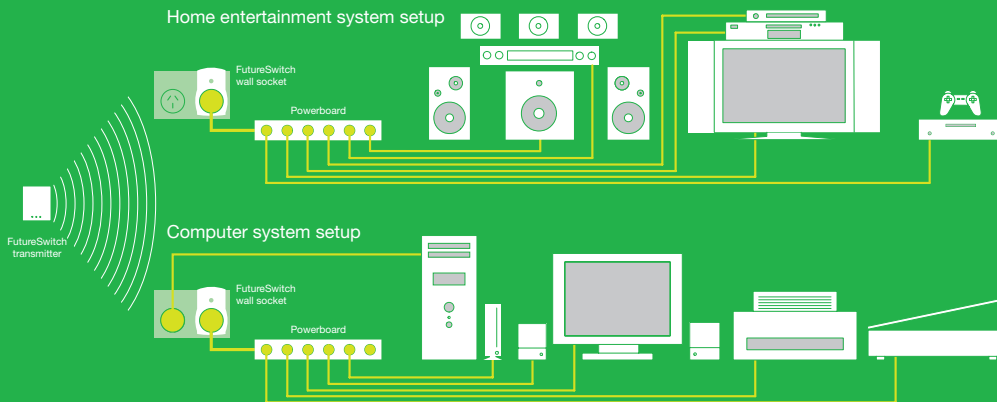 Home entertainment system setup
FutureSwitch
wall socket
Powerboard
FutureSwitch
transmitter
Computer system setup
FutureSwitch
wall socket
Powerboard